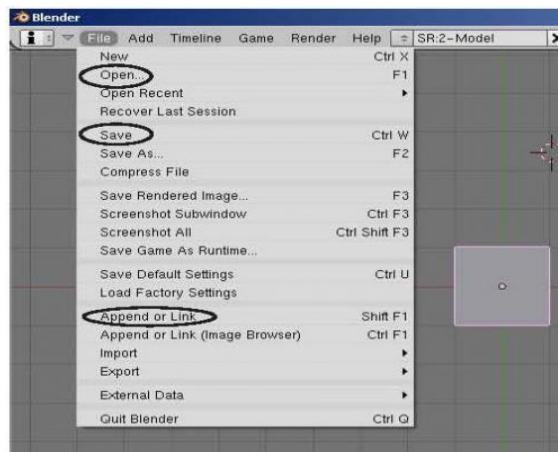 Blender
File Add Timeline Game Render Help SR:2-Model
New Ctrl X
Open... F1
Open Recent
Recover Last Session
Save Ctrl W
Save As... F2
Compress File
Save Rendered Image... F3
Screenshot Subwindow Ctrl F3
Screenshot All Ctrl Shift F3
Save Game As Runtime...
Save Default Settings Ctrl U
Load Factory Settings
Append or Link Shift F1
Append or Link (Image Browser) Ctrl F1
Import
Export
External Data
Quit Blender Ctrl Q